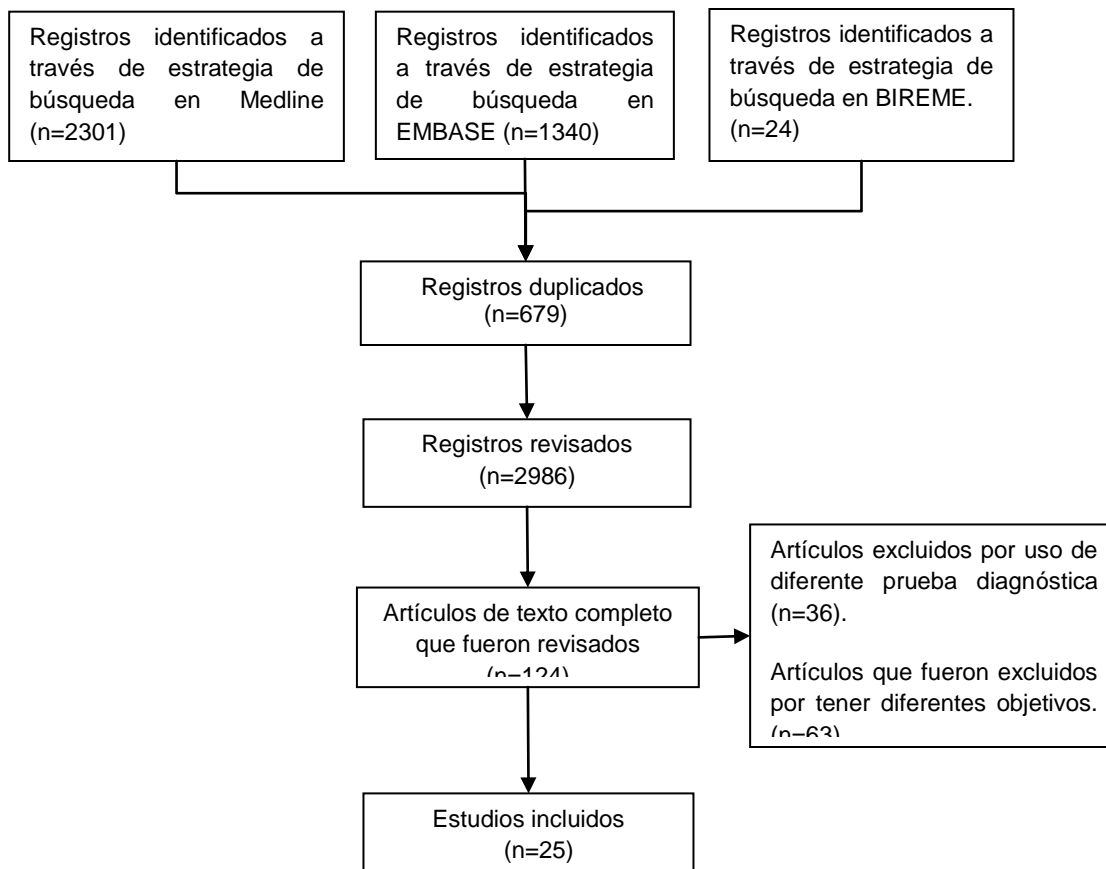 Registros identificados a
través de estrategia de
búsqueda en Medline
(n=2301)
Registros identificados
a través de estrategia
de búsqueda en
EMBASE (n=1340)
Registros identificados a
través de estrategia de
búsqueda en BIREME.
(n=24)
Registros duplicados
(n=679)
Registros revisados
(n=2986)
Artículos de texto completo
que fueron revisados
(n=124)
Artículos excluidos por uso de
diferente prueba diagnóstica
(n=36).
Artículos que fueron excluidos
por tener diferentes objetivos.
(n=63)
Estudios incluidos
(n=25)